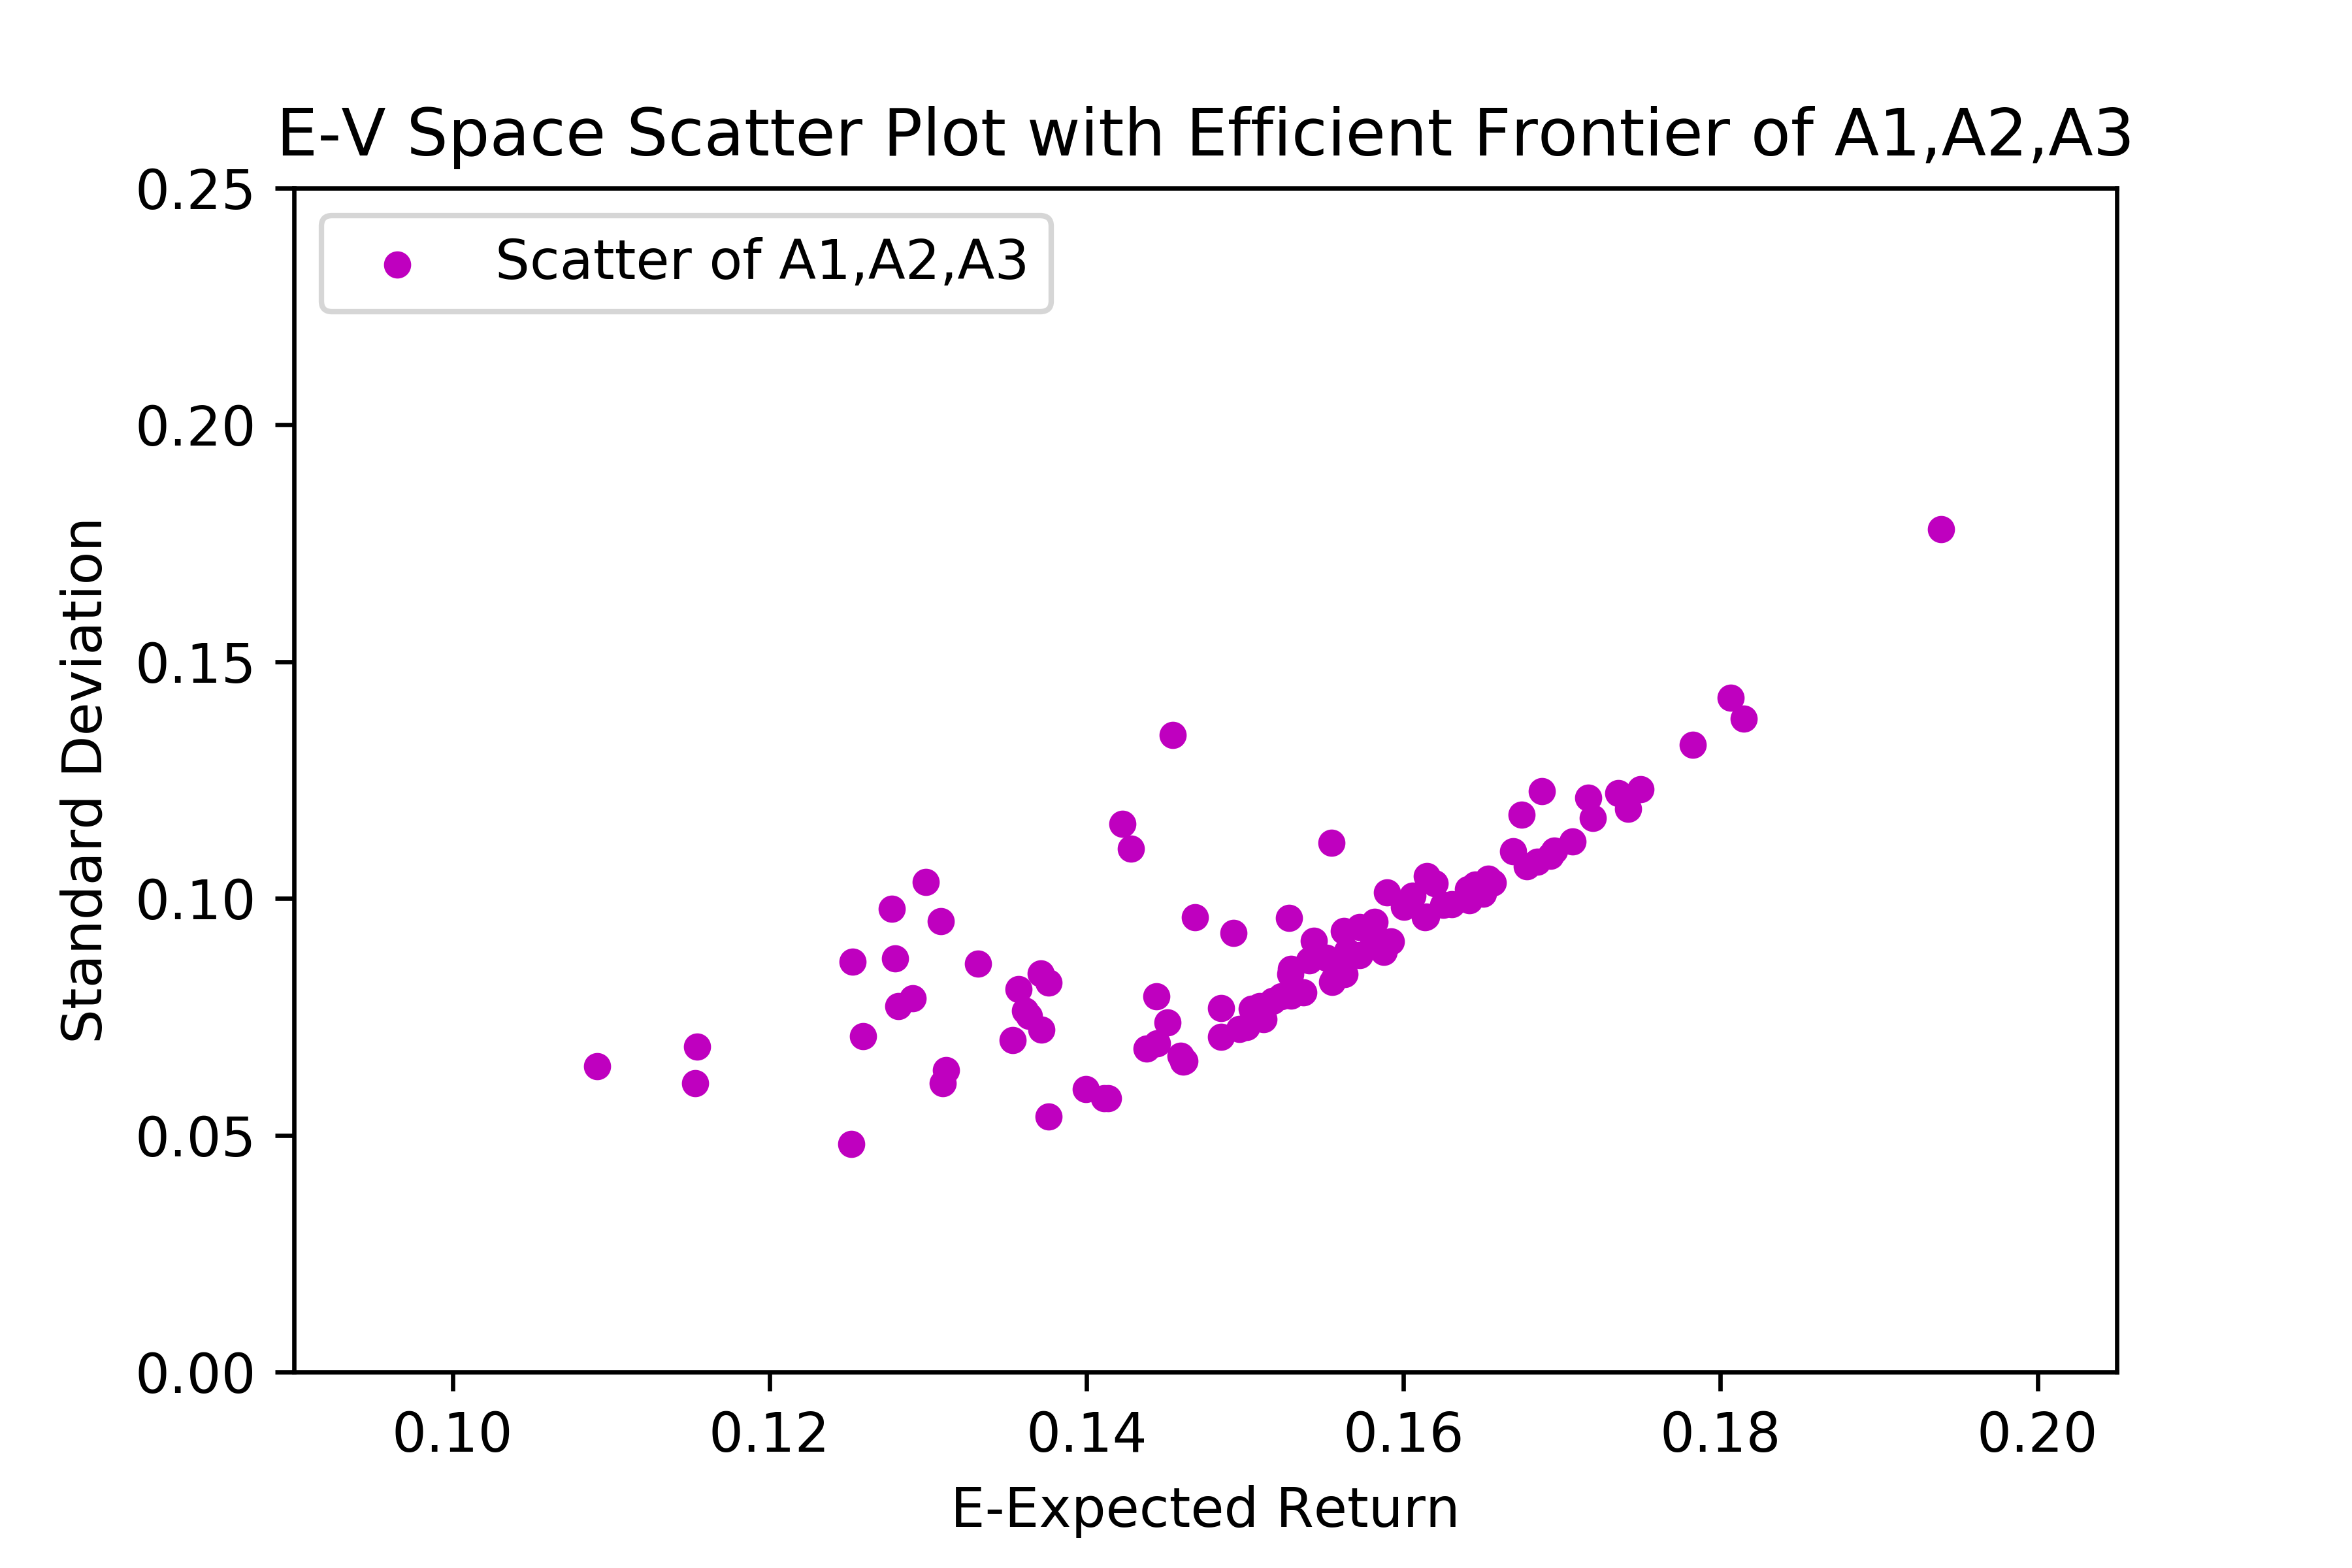 E-V Space Scatter Plot with Efficient Frontier of A1,A2,A3
Scatter of A1,A2,A3
Standard Deviation
0.25
0.20
0.15
0.10
0.05
0.00
0.10 0.12 0.14 0.16 0.18 0.20
E-Expected Return